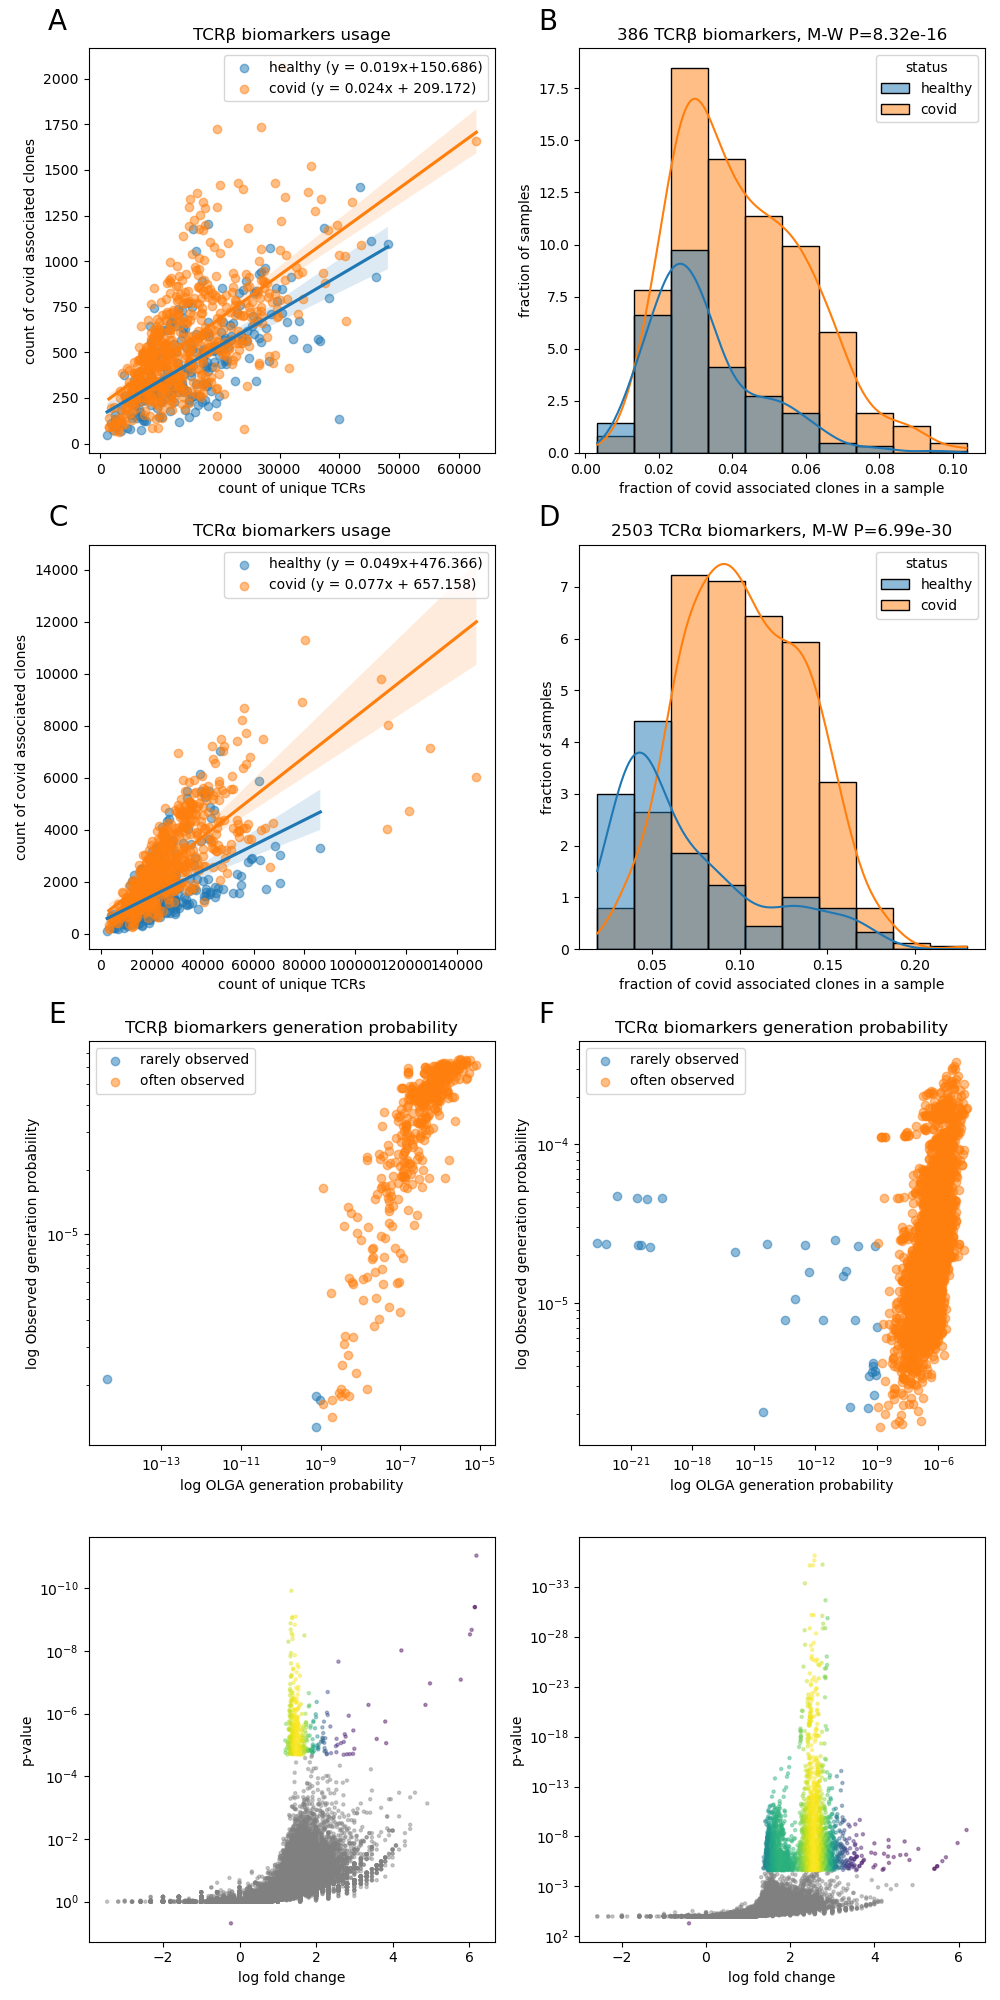 A
TCRβ biomarkers usage
healthy (y = 0.019x+150.686)
covid (y = 0.024x + 209.172)
2000
1750
1500
1250
1000
750
500
250
0
count of covid associated clones
0 10000 20000 30000 40000 50000 60000
count of unique TCRs
B
386 TCRβ biomarkers, M-W P=8.32e-16
status
healthy
covid
17.5
15.0
12.5
10.0
7.5
5.0
2.5
0.0
fraction of samples
0.00 0.02 0.04 0.06 0.08 0.10
fraction of covid associated clones in a sample
C
TCRα biomarkers usage
healthy (y = 0.049x+476.366)
covid (y = 0.077x + 657.158)
14000
12000
10000
8000
6000
4000
2000
0
count of covid associated clones
0 20000 40000 60000 80000 100000 120000 140000
count of unique TCRs
D
2503 TCRα biomarkers, M-W P=6.99e-30
status
healthy
covid
7
6
5
4
3
2
1
0
fraction of samples
0.05 0.10 0.15 0.20
fraction of covid associated clones in a sample
E
TCRβ biomarkers generation probability
rarely observed
often observed
10⁻⁵
log Observed generation probability
10⁻¹³ 10⁻¹¹ 10⁻⁹ 10⁻⁷ 10⁻⁵
log OLGA generation probability
F
TCRα biomarkers generation probability
rarely observed
often observed
10⁻⁴
10⁻⁵
log Observed generation probability
10⁻²¹ 10⁻¹⁸ 10⁻¹⁵ 10⁻¹² 10⁻⁹ 10⁻⁶
log OLGA generation probability
10⁻¹⁰
10⁻⁸
10⁻⁶
10⁻⁴
10⁻²
10⁰
p-value
−2 0 2 4 6
log fold change
10⁻³³
10⁻²⁸
10⁻²³
10⁻¹⁸
10⁻¹³
10⁻⁸
10⁻³
10²
p-value
−2 0 2 4 6
log fold change